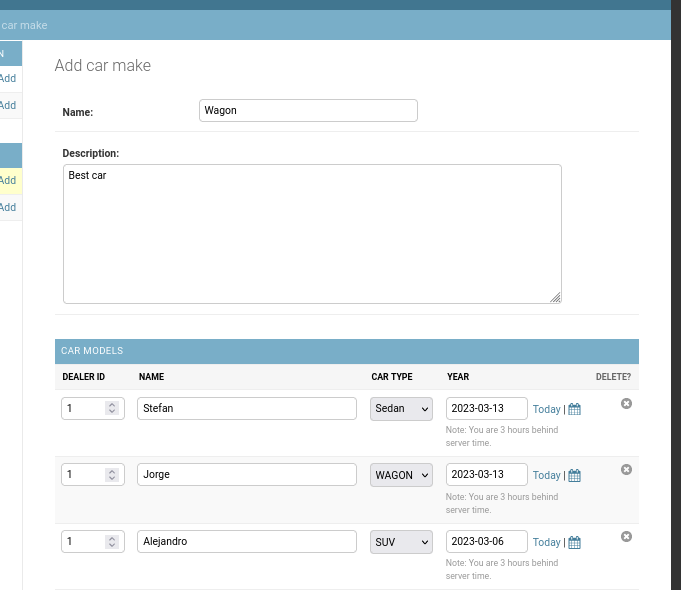 car make
N
Add
Add
Add
Add
Add car make
Name:
Wagon
Description:
Best car
CAR MODELS
DEALER ID NAME CAR TYPE YEAR DELETE?
1 Stefan Sedan 2023-03-13 Today |
Note: You are 3 hours behind
server time.
1 Jorge WAGON 2023-03-13 Today |
Note: You are 3 hours behind
server time.
1 Alejandro SUV 2023-03-06 Today |
Note: You are 3 hours behind
server time.